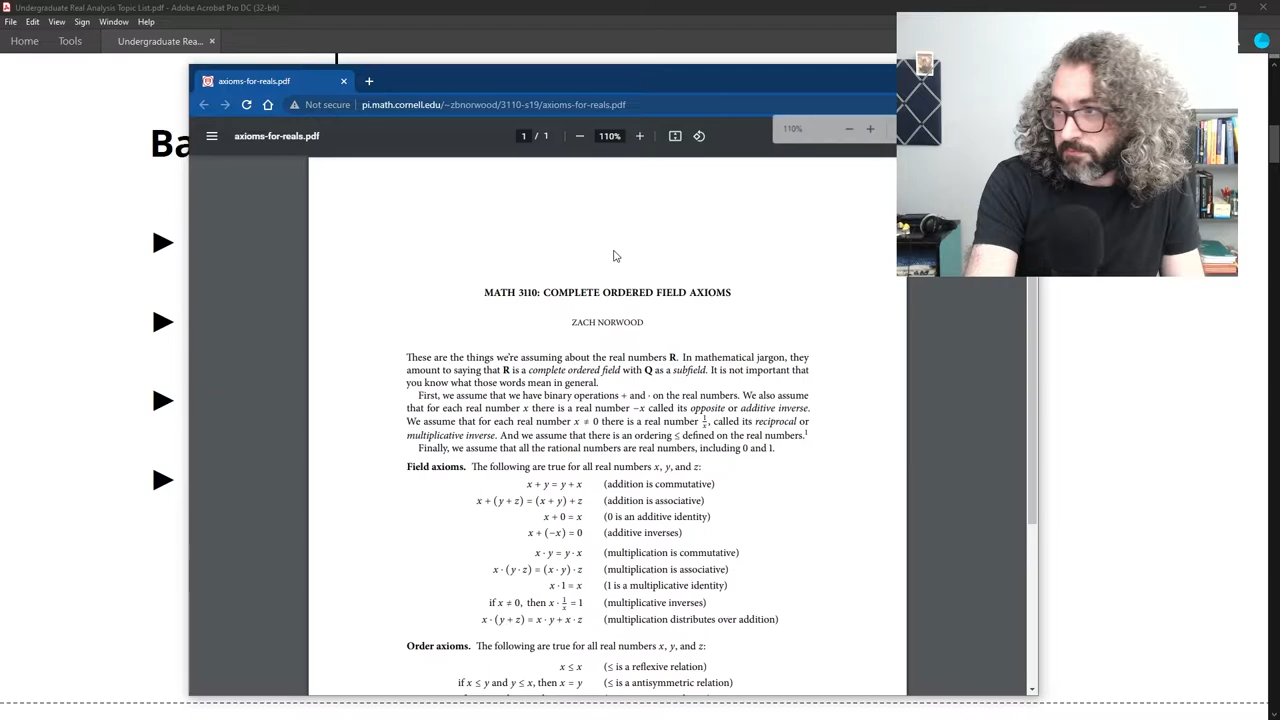 Undergraduate Real Analysis Topic List.pdf - Adobe Acrobat Pro DC (32-bit)
File Edit View Sign Window Help
Home Tools Undergraduate Rea... ×
axioms-for-reals.pdf × +
Not secure pi.math.cornell.edu/~zbnorwood/3110-s19/axioms-for-reals.pdf
axioms-for-reals.pdf 1 / 1 − 110% + 110% − +
Ba
MATH 3110: COMPLETE ORDERED FIELD AXIOMS
ZACH NORWOOD
These are the things we're assuming about the real numbers R. In mathematical jargon, they
amount to saying that R is a complete ordered field with Q as a subfield. It is not important that
you know what those words mean in general.
First, we assume that we have binary operations + and · on the real numbers. We also assume
that for each real number x there is a real number −x called its opposite or additive inverse.
We assume that for each real number x ≠ 0 there is a real number 1/x, called its reciprocal or
multiplicative inverse. And we assume that there is an ordering ≤ defined on the real numbers.¹
Finally, we assume that all the rational numbers are real numbers, including 0 and 1.
Field axioms. The following are true for all real numbers x, y, and z:
x + y = y + x (addition is commutative)
x + (y + z) = (x + y) + z (addition is associative)
x + 0 = x (0 is an additive identity)
x + (−x) = 0 (additive inverses)
x · y = y · x (multiplication is commutative)
x · (y · z) = (x · y) · z (multiplication is associative)
x · 1 = x (1 is a multiplicative identity)
if x ≠ 0, then x · 1/x = 1 (multiplicative inverses)
x · (y + z) = x · y + x · z (multiplication distributes over addition)
Order axioms. The following are true for all real numbers x, y, and z:
x ≤ x (≤ is a reflexive relation)
if x ≤ y and y ≤ x, then x = y (≤ is a antisymmetric relation)